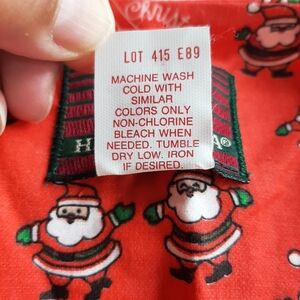 Chris
LOT 415 E89
MACHINE WASH
COLD WITH
SIMILAR
COLORS ONLY
NON-CHLORINE
BLEACH WHEN
NEEDED. TUMBLE
DRY LOW. IRON
IF DESIRED.